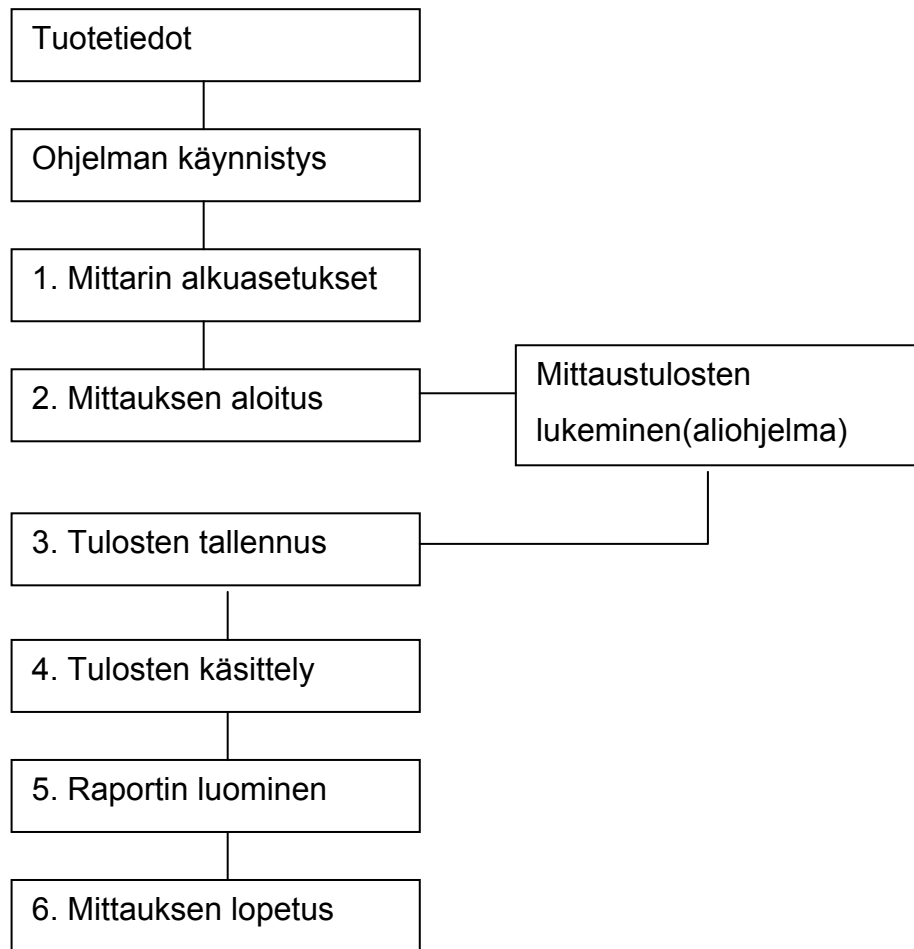 Tuotetiedot
Ohjelman käynnistys
1. Mittarin alkuasetukset
2. Mittauksen aloitus
Mittaustulosten
lukeminen(aliohjelma)
3. Tulosten tallennus
4. Tulosten käsittely
5. Raportin luominen
6. Mittauksen lopetus